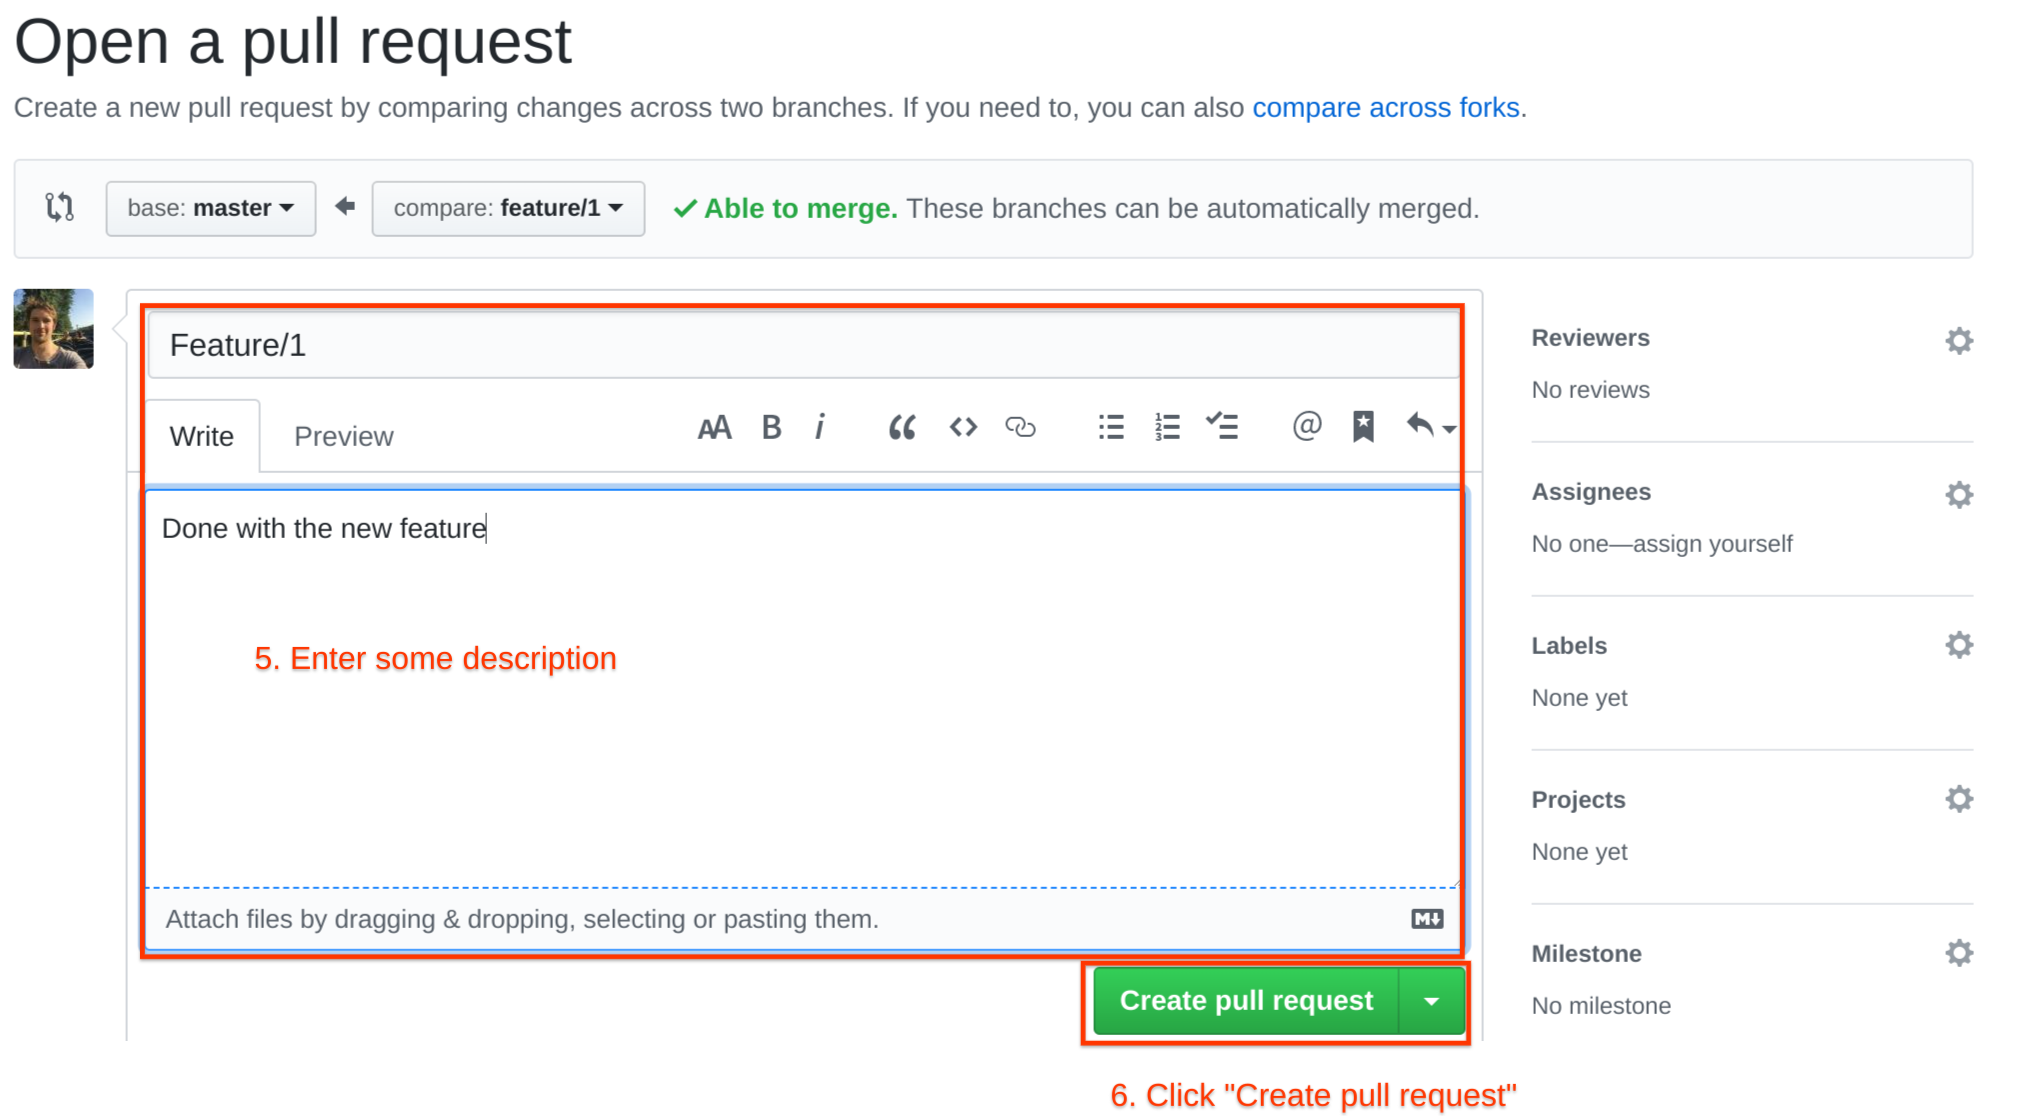 Open a pull request
Create a new pull request by comparing changes across two branches. If you need to, you can also compare across forks.
base: master
compare: feature/1
Able to merge. These branches can be automatically merged.
Feature/1
Write
Preview
AA B i
1 2 3
@
Done with the new feature
5. Enter some description
Attach files by dragging & dropping, selecting or pasting them.
M
Create pull request
6. Click "Create pull request"
Reviewers
No reviews
Assignees
No one—assign yourself
Labels
None yet
Projects
None yet
Milestone
No milestone